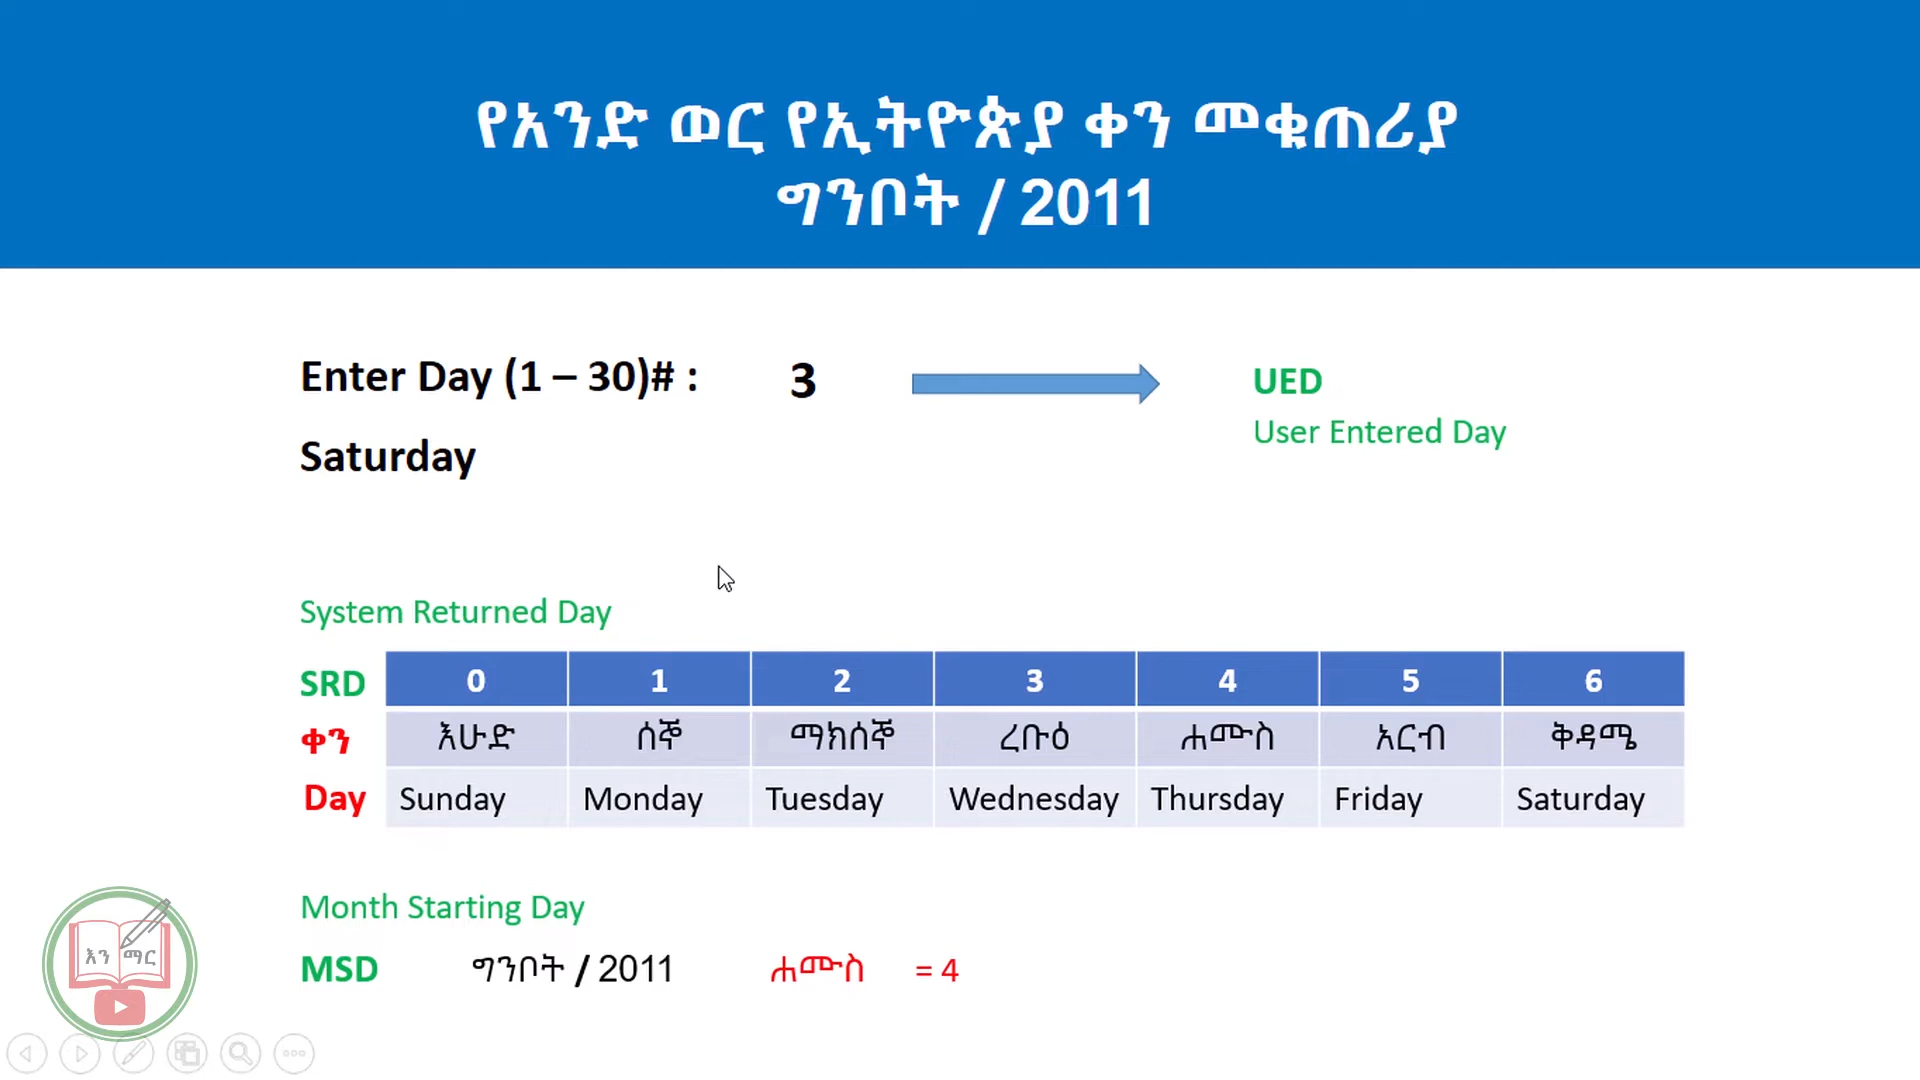 የአንድ ወር የኢትዮጵያ ቀን መቁጠሪያ
ግንቦት / 2011
Enter Day (1 – 30)# : 3 UED
User Entered Day
Saturday
System Returned Day
SRD 0 1 2 3 4 5 6
ቀን እሁድ ሰኞ ማክሰኞ ረቡዕ ሐሙስ አርብ ቅዳሜ
Day Sunday Monday Tuesday Wednesday Thursday Friday Saturday
Month Starting Day
MSD ግንቦት / 2011 ሐሙስ = 4
እን ማር